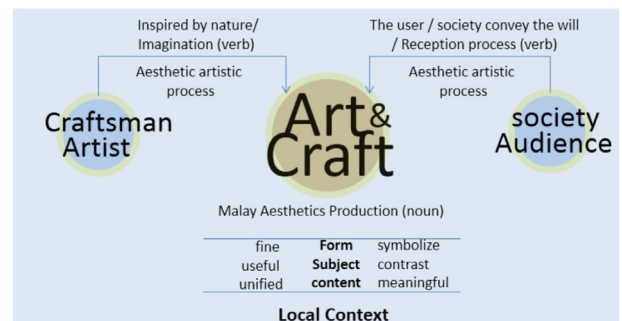 Inspired by nature/
Imagination (verb)
The user / society convey the will
/ Reception process (verb)
Aesthetic artistic
process
Aesthetic artistic
process
Craftsman
Artist
Art&
Craft
society
Audience
Malay Aesthetics Production (noun)
fine Form symbolize
useful Subject contrast
unified content meaningful
Local Context